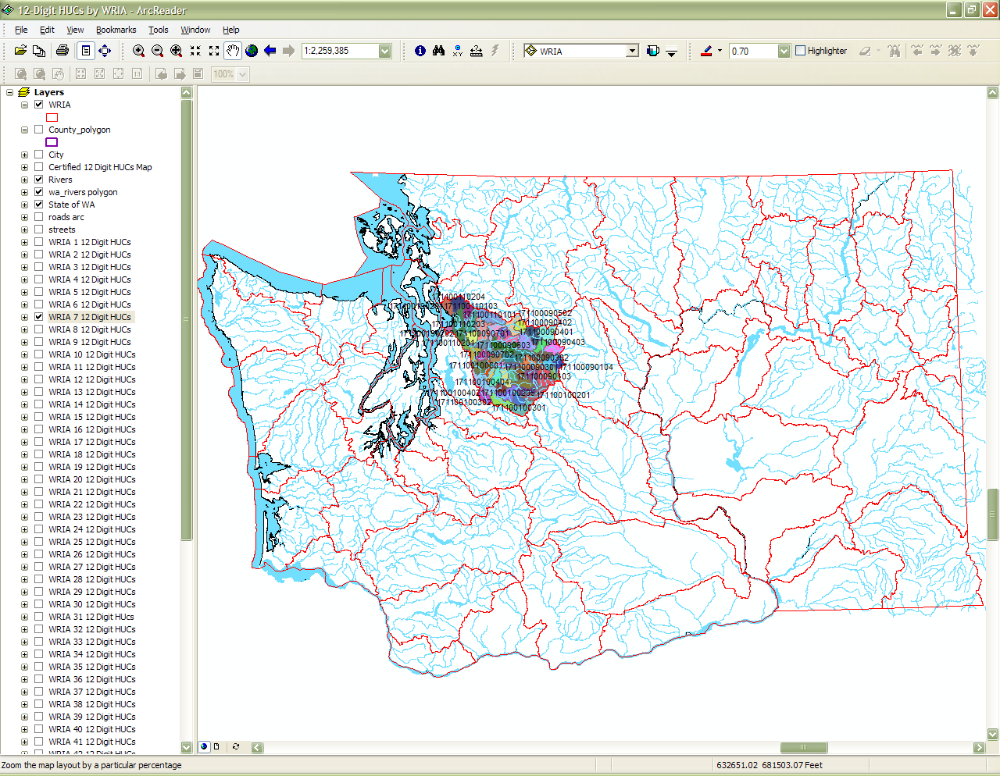 12-Digit HUCs by WRIA - ArcReader
File Edit View Bookmarks Tools Window Help
1:2,259,385 WRIA 0.70 Highlighter
100%
Layers
WRIA
County_polygon
City
Certified 12 Digit HUCs Map
Rivers
wa_rivers polygon
State of WA
roads arc
streets
WRIA 1 12 Digit HUCs
WRIA 2 12 Digit HUCs
WRIA 3 12 Digit HUCs
WRIA 4 12 Digit HUCs
WRIA 5 12 Digit HUCs
WRIA 6 12 Digit HUCs
WRIA 7 12 Digit HUCs
WRIA 8 12 Digit HUCs
WRIA 9 12 Digit HUCs
WRIA 10 12 Digit HUCs
WRIA 11 12 Digit HUCs
WRIA 12 12 Digit HUCs
WRIA 13 12 Digit HUCs
WRIA 14 12 Digit HUCs
WRIA 15 12 Digit HUCs
WRIA 16 12 Digit HUCs
WRIA 17 12 Digit HUCs
WRIA 18 12 Digit HUCs
WRIA 19 12 Digit HUCs
WRIA 20 12 Digit HUCs
WRIA 21 12 Digit HUCs
WRIA 22 12 Digit HUCs
WRIA 23 12 Digit HUCs
WRIA 24 12 Digit HUCs
WRIA 25 12 Digit HUCs
WRIA 26 12 Digit HUCs
WRIA 27 12 Digit HUCs
WRIA 28 12 Digit HUCs
WRIA 29 12 Digit HUCs
WRIA 30 12 Digit HUCs
WRIA 31 12 Digit HUcs
WRIA 32 12 Digit HUCs
WRIA 33 12 Digit HUCs
WRIA 34 12 Digit HUCs
WRIA 35 12 Digit HUCs
WRIA 36 12 Digit HUCs
WRIA 37 12 Digit HUCs
WRIA 38 12 Digit HUCs
WRIA 39 12 Digit HUCs
WRIA 40 12 Digit HUCs
WRIA 41 12 Digit HUCs
171100110204
171100110103
171100110101
171100090502
171100110203
171100090402
171100090701
171100090401
171100110201
171100090603
171100090403
171100090702
171100090302
171100100601
171100090301
171100090104
171100090103
171100100404
171100100402
171100100205
171100100201
171100100302
171100100301
Zoom the map layout by a particular percentage
632651.02 681503.07 Feet